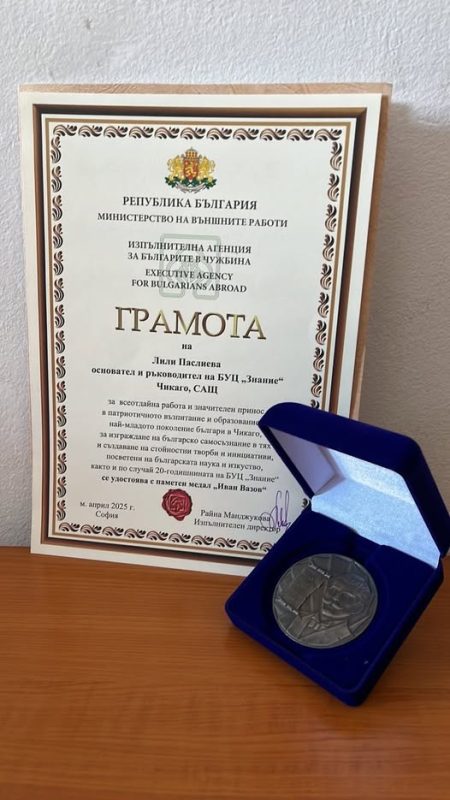 РЕПУБЛИКА БЪЛГАРИЯ
МИНИСТЕРСТВО НА ВЪНШНИТЕ РАБОТИ
ИЗПЪЛНИТЕЛНА АГЕНЦИЯ
ЗА БЪЛГАРИТЕ В ЧУЖБИНА
EXECUTIVE AGENCY
FOR BULGARIANS ABROAD
ГРАМОТА
на
Лили Паслиева
основател и ръководител на БУЦ „Знание“
Чикаго, САЩ
за всеотдайна работа и значителен принос
в патриотичното възпитание и образование
най-младото поколение българи в Чикаго,
за изграждане на българско самосъзнание в тях
и създаване на стойностни творби и инициативи,
посветени на българската наука и изкуство,
както и по случай 20-годишнината на БУЦ „Знание“
се удостоява с паметен медал „Иван Вазов“
м. април 2025 г.
София
Райна Манджукова
Изпълнителен директор